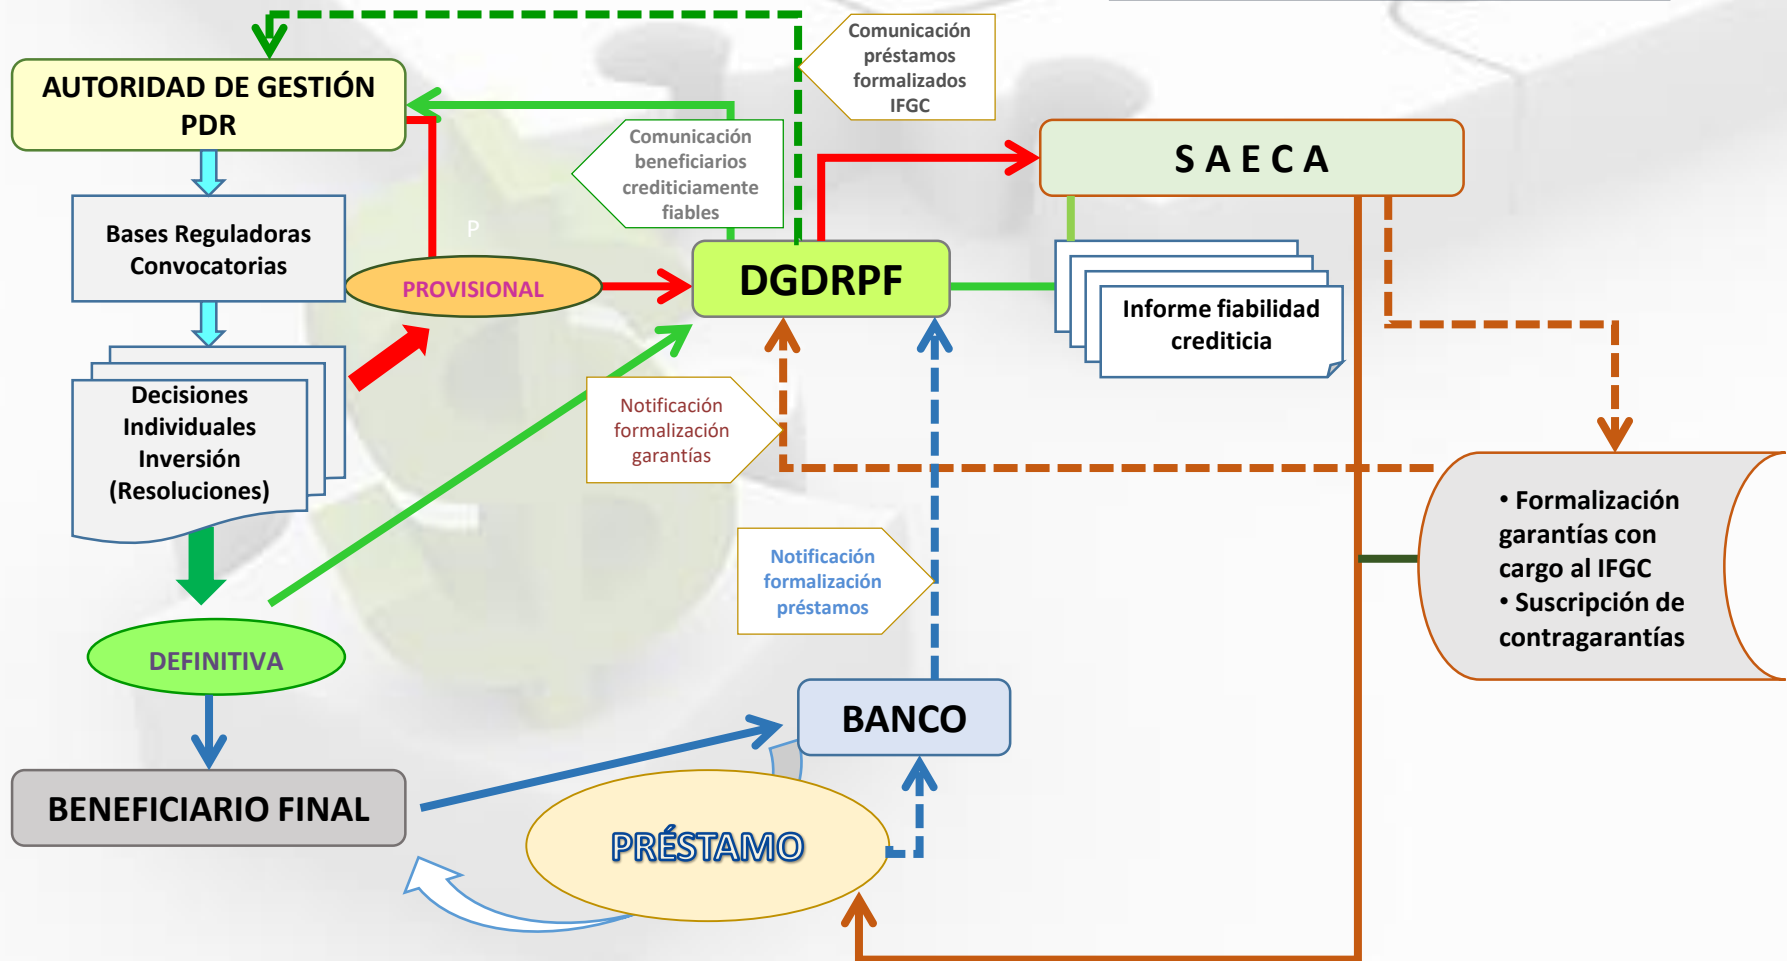 Comunicación
préstamos
formalizados
IFGC
AUTORIDAD DE GESTIÓN
PDR
Comunicación
beneficiarios
crediticiamente
fiables
S A E C A
P
Bases Reguladoras
Convocatorias
PROVISIONAL
DGDRPF
Informe fiabilidad
crediticia
Decisiones
Individuales
Inversión
(Resoluciones)
Notificación
formalización
garantías
• Formalización
garantías con
cargo al IFGC
• Suscripción de
contragarantías
Notificación
formalización
préstamos
DEFINITIVA
BANCO
BENEFICIARIO FINAL
PRÉSTAMO